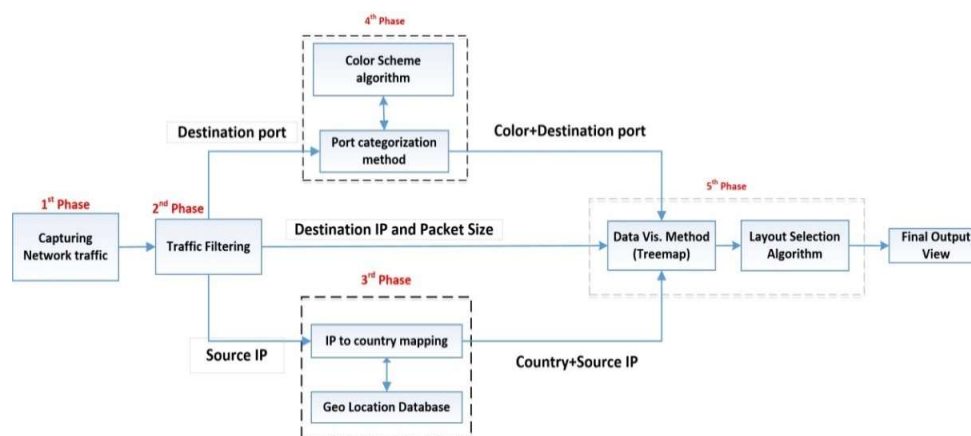 4th Phase
Color Scheme
algorithm
Destination port
Port categorization
method
Color+Destination port
1st Phase
Capturing
Network traffic
2nd Phase
Traffic Filtering
Destination IP and Packet Size
5th Phase
Data Vis. Method
(Treemap)
Layout Selection
Algorithm
Final Output
View
3rd Phase
Source IP
IP to country mapping
Country+Source IP
Geo Location Database